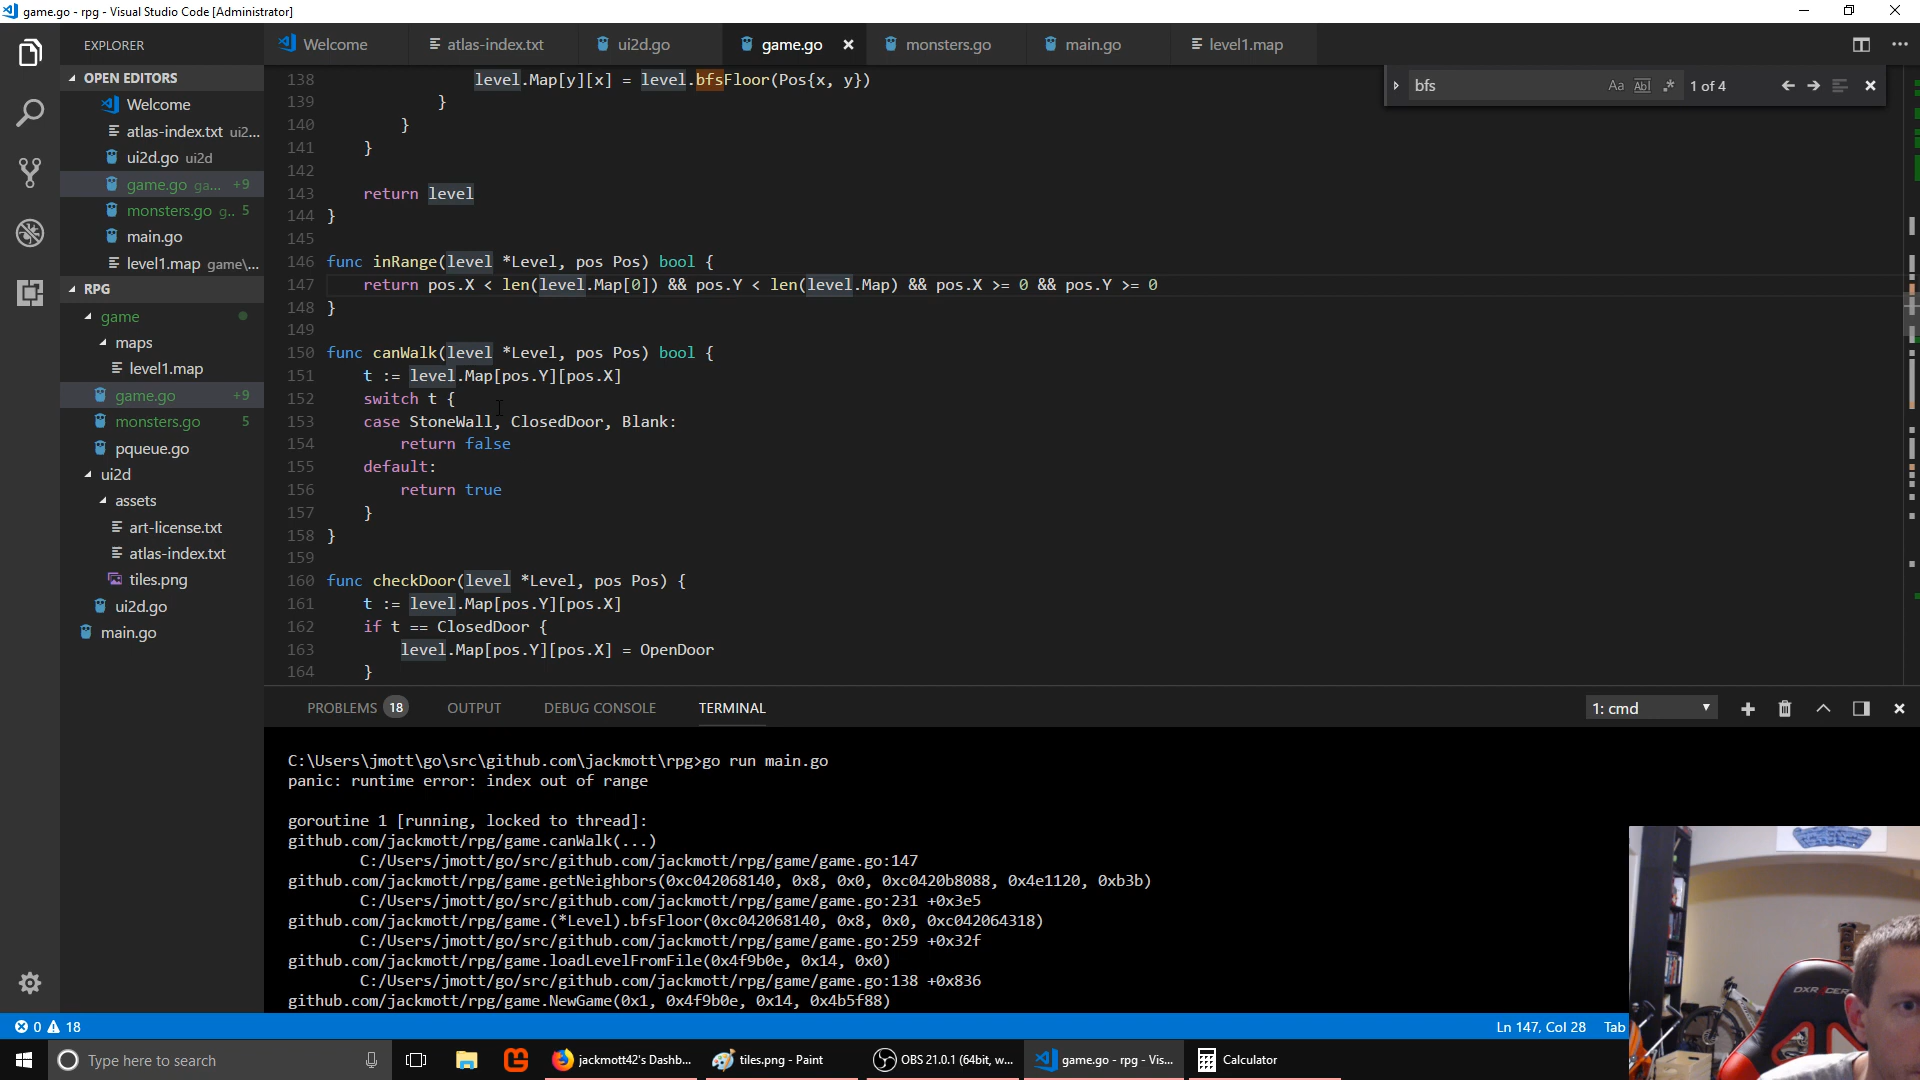 game.go - rpg - Visual Studio Code [Administrator]
EXPLORER
Welcome
atlas-index.txt
ui2d.go
game.go
monsters.go
main.go
level1.map
OPEN EDITORS
Welcome
atlas-index.txt ui2...
ui2d.go ui2d
game.go ga... +9
monsters.go g.. 5
main.go
level1.map game\...
RPG
game
maps
level1.map
game.go +9
monsters.go 5
pqueue.go
ui2d
assets
art-license.txt
atlas-index.txt
tiles.png
ui2d.go
main.go
bfs
Aa Abl .* 1 of 4
138 level.Map[y][x] = level.bfsFloor(Pos{x, y})
139 }
140 }
141 }
142
143 return level
144 }
145
146 func inRange(level *Level, pos Pos) bool {
147 return pos.X < len(level.Map[0]) && pos.Y < len(level.Map) && pos.X >= 0 && pos.Y >= 0
148 }
149
150 func canWalk(level *Level, pos Pos) bool {
151 t := level.Map[pos.Y][pos.X]
152 switch t {
153 case StoneWall, ClosedDoor, Blank:
154 return false
155 default:
156 return true
157 }
158 }
159
160 func checkDoor(level *Level, pos Pos) {
161 t := level.Map[pos.Y][pos.X]
162 if t == ClosedDoor {
163 level.Map[pos.Y][pos.X] = OpenDoor
164 }
PROBLEMS 18
OUTPUT
DEBUG CONSOLE
TERMINAL
1: cmd
C:\Users\jmott\go\src\github.com\jackmott\rpg>go run main.go
panic: runtime error: index out of range
goroutine 1 [running, locked to thread]:
github.com/jackmott/rpg/game.canWalk(...)
C:/Users/jmott/go/src/github.com/jackmott/rpg/game/game.go:147
github.com/jackmott/rpg/game.getNeighbors(0xc042068140, 0x8, 0x0, 0xc0420b8088, 0x4e1120, 0xb3b)
C:/Users/jmott/go/src/github.com/jackmott/rpg/game/game.go:231 +0x3e5
github.com/jackmott/rpg/game.(*Level).bfsFloor(0xc042068140, 0x8, 0x0, 0xc042064318)
C:/Users/jmott/go/src/github.com/jackmott/rpg/game/game.go:259 +0x32f
github.com/jackmott/rpg/game.loadLevelFromFile(0x4f9b0e, 0x14, 0x0)
C:/Users/jmott/go/src/github.com/jackmott/rpg/game/game.go:138 +0x836
github.com/jackmott/rpg/game.NewGame(0x1, 0x4f9b0e, 0x14, 0x4b5f88)
0 18
Ln 147, Col 28 Tab
DXRACER
Type here to search
jackmott42's Dashb...
tiles.png - Paint
OBS 21.0.1 (64bit, w...
game.go - rpg - Vis...
Calculator